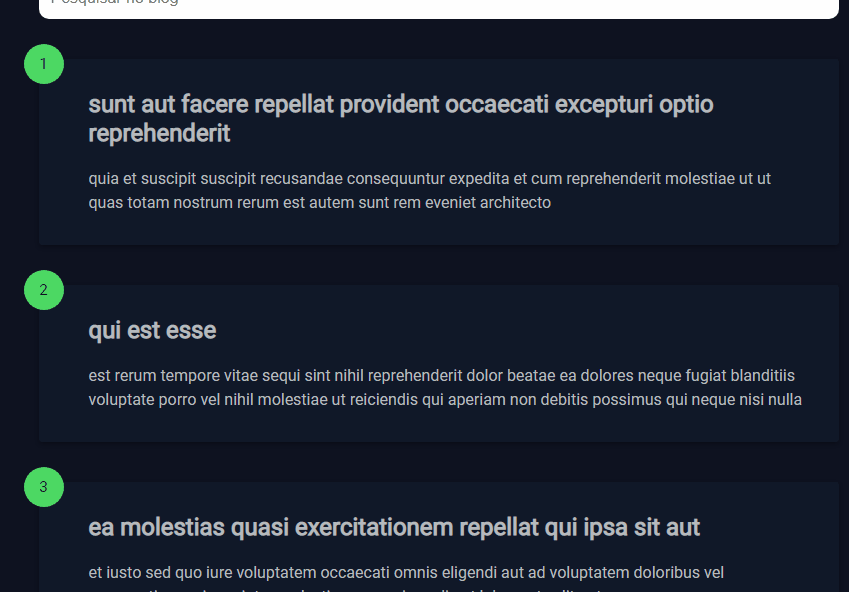 Pesquisar no blog
1
sunt aut facere repellat provident occaecati excepturi optio
reprehenderit
quia et suscipit suscipit recusandae consequuntur expedita et cum reprehenderit molestiae ut ut
quas totam nostrum rerum est autem sunt rem eveniet architecto
2
qui est esse
est rerum tempore vitae sequi sint nihil reprehenderit dolor beatae ea dolores neque fugiat blanditiis
voluptate porro vel nihil molestiae ut reiciendis qui aperiam non debitis possimus qui neque nisi nulla
3
ea molestias quasi exercitationem repellat qui ipsa sit aut
et iusto sed quo iure voluptatem occaecati omnis eligendi aut ad voluptatem doloribus vel